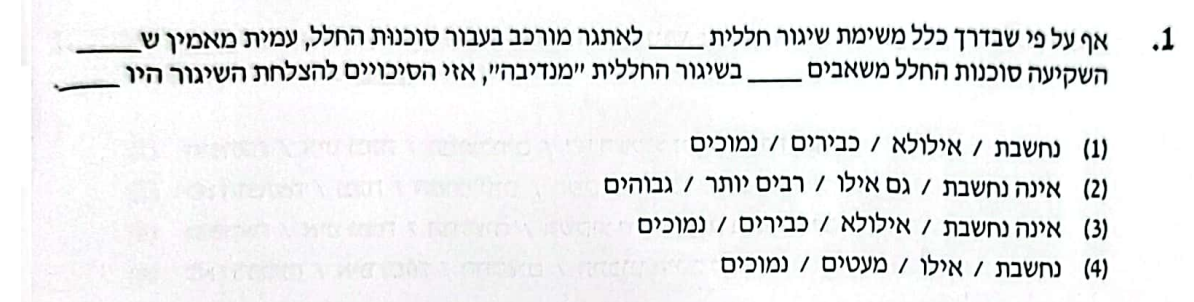 1. אף על פי שבדרך כלל משימת שיגור חללית ____ לאתגר מורכב בעבור סוכנות החלל, עמית מאמין ש____
השקיעה סוכנות החלל משאבים ____ בשיגור החללית "מנדיבה", אזי הסיכויים להצלחת השיגור היו ____.
(1) נחשבת / אילולא / כבירים / נמוכים
(2) אינה נחשבת / גם אילו / רבים יותר / גבוהים
(3) אינה נחשבת / אילולא / כבירים / נמוכים
(4) נחשבת / אילו / מעטים / נמוכים